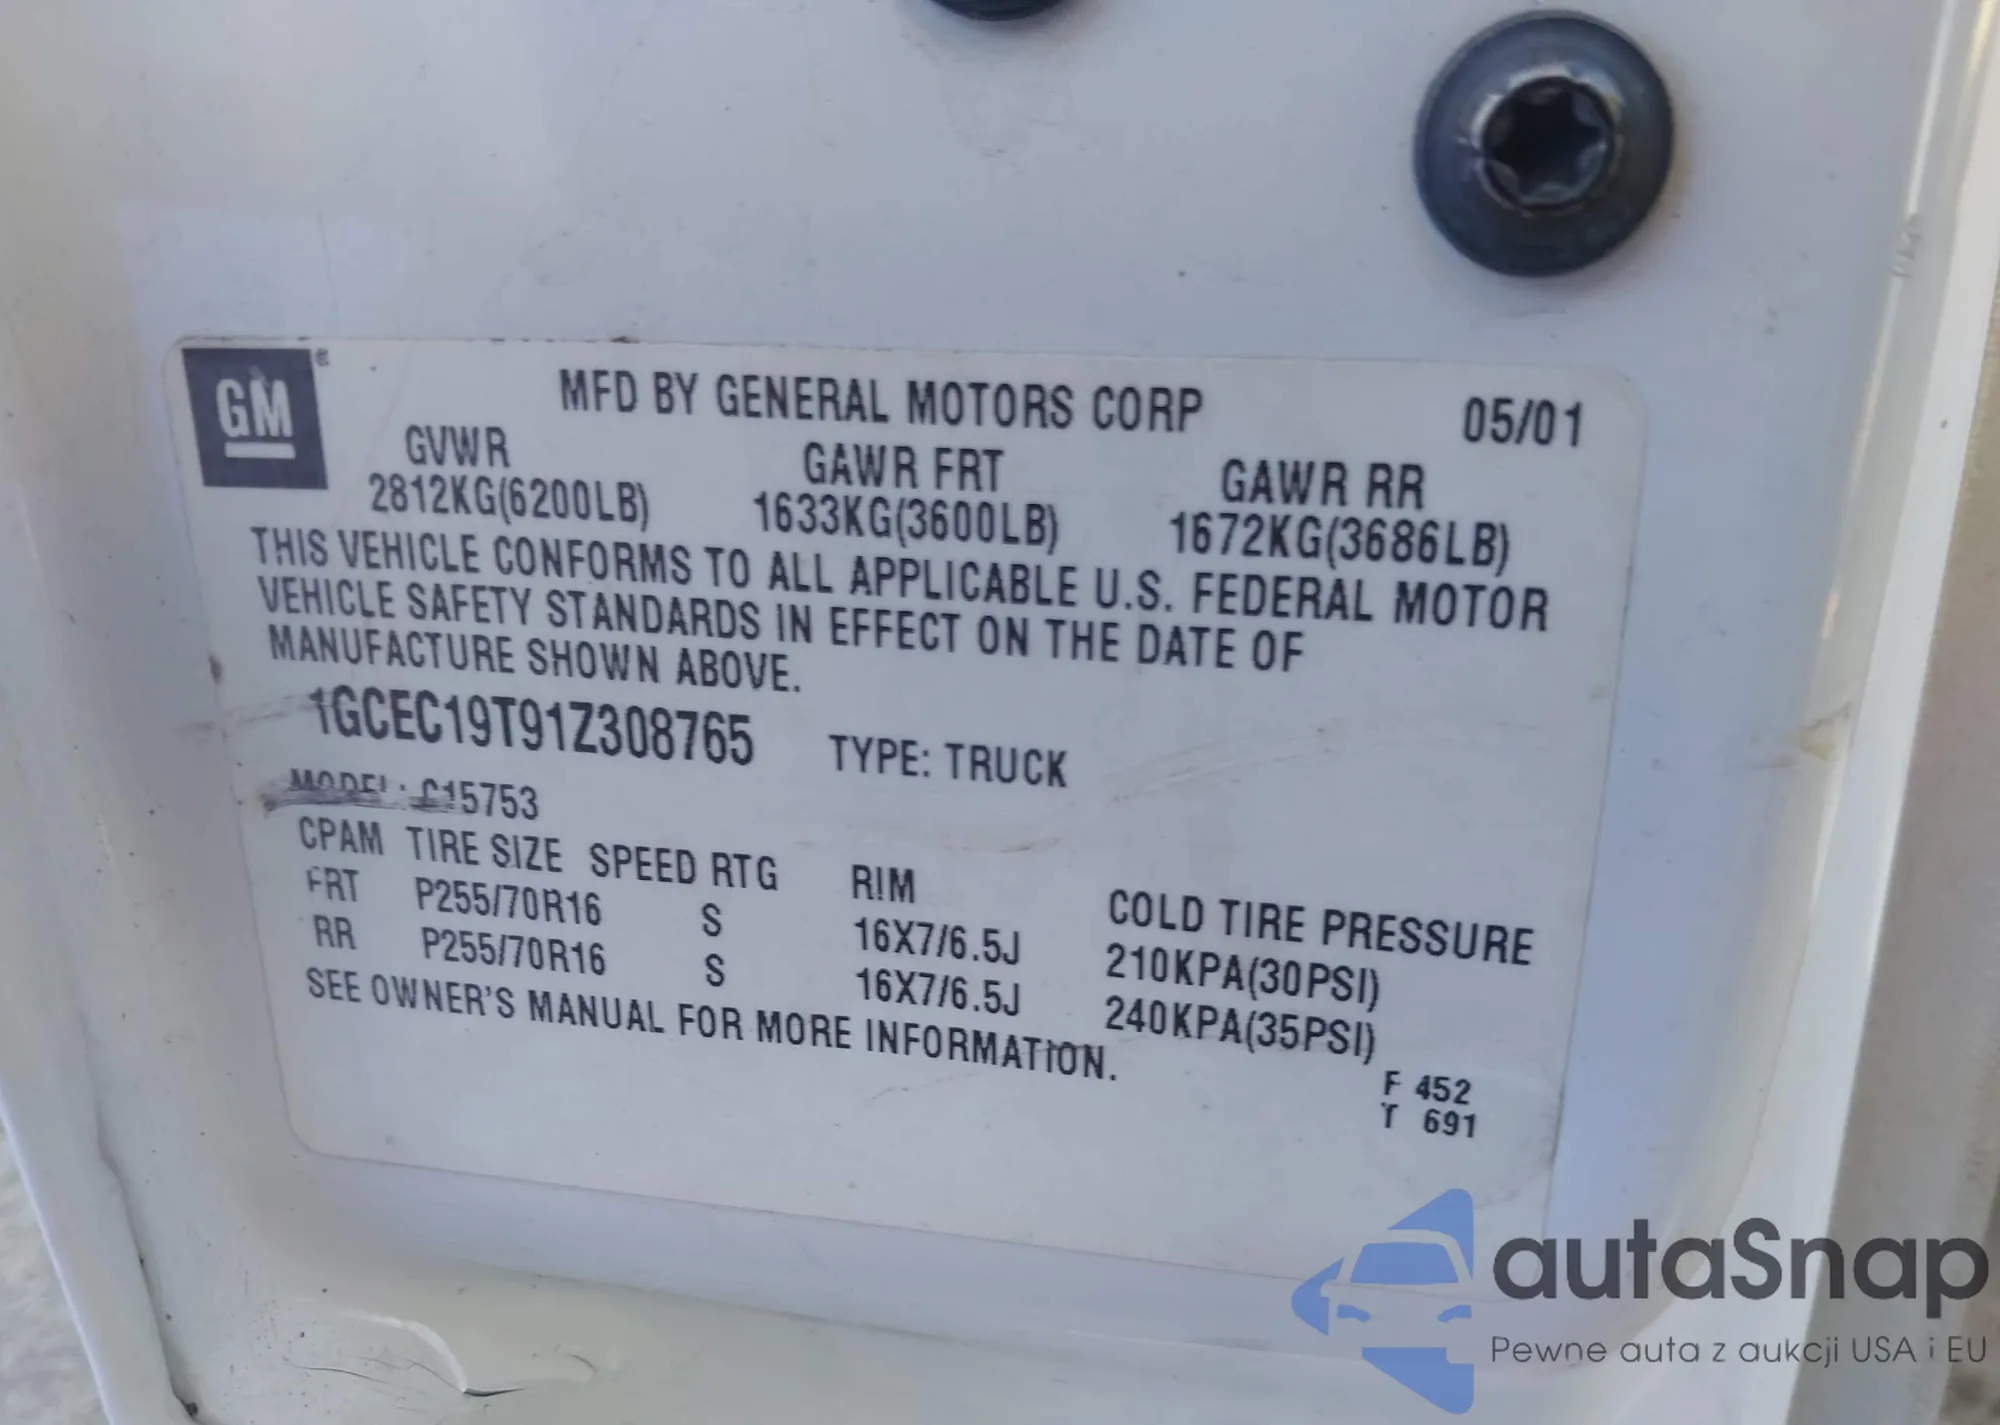 GM®
MFD BY GENERAL MOTORS CORP 05/01
GVWR GAWR FRT GAWR RR
2812KG(6200LB) 1633KG(3600LB) 1672KG(3686LB)
THIS VEHICLE CONFORMS TO ALL APPLICABLE U.S. FEDERAL MOTOR
VEHICLE SAFETY STANDARDS IN EFFECT ON THE DATE OF
MANUFACTURE SHOWN ABOVE.
1GCEC19T91Z308765 TYPE: TRUCK
MODEL: C15753
CPAM TIRE SIZE SPEED RTG RIM COLD TIRE PRESSURE
FRT P255/70R16 S 16X7/6.5J 210KPA(30PSI)
RR P255/70R16 S 16X7/6.5J 240KPA(35PSI)
SEE OWNER'S MANUAL FOR MORE INFORMATION.
F 452
T 691
autaSnap
Pewne auta z aukcji USA i EU